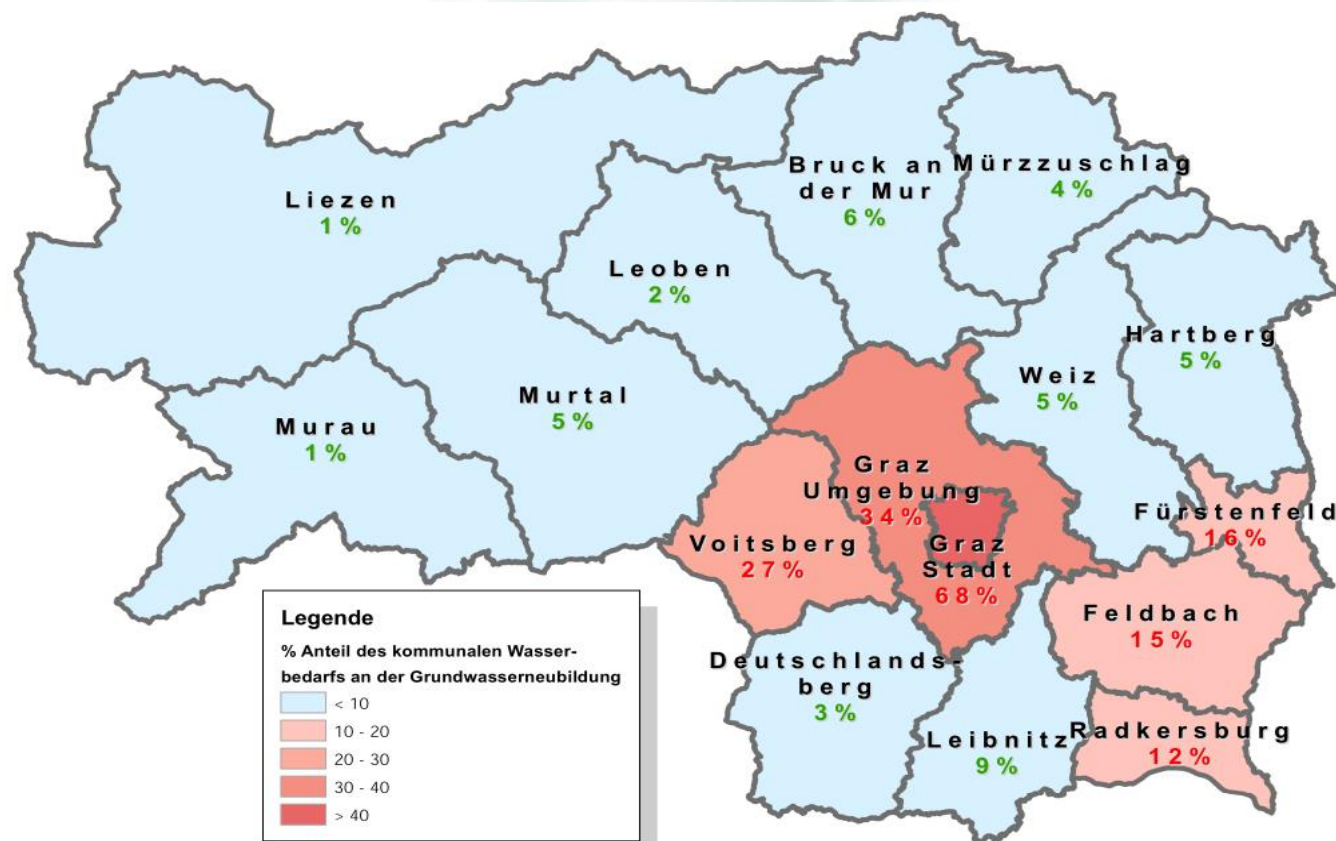 Liezen
1 %
Leoben
2 %
Bruck an
der Mur
6 %
Mürzzuschlag
4 %
Murau
1 %
Murtal
5 %
Weiz
5 %
Hartberg
5 %
Graz
Umgebung
34 %
Voitsberg
27 %
Graz
Stadt
68 %
Fürstenfeld
16 %
Feldbach
15 %
Deutschlands-
berg
3 %
Leibnitz
9 %
Radkersburg
12 %
Legende
% Anteil des kommunalen Wasser-
bedarfs an der Grundwasserneubildung
< 10
10 - 20
20 - 30
30 - 40
> 40